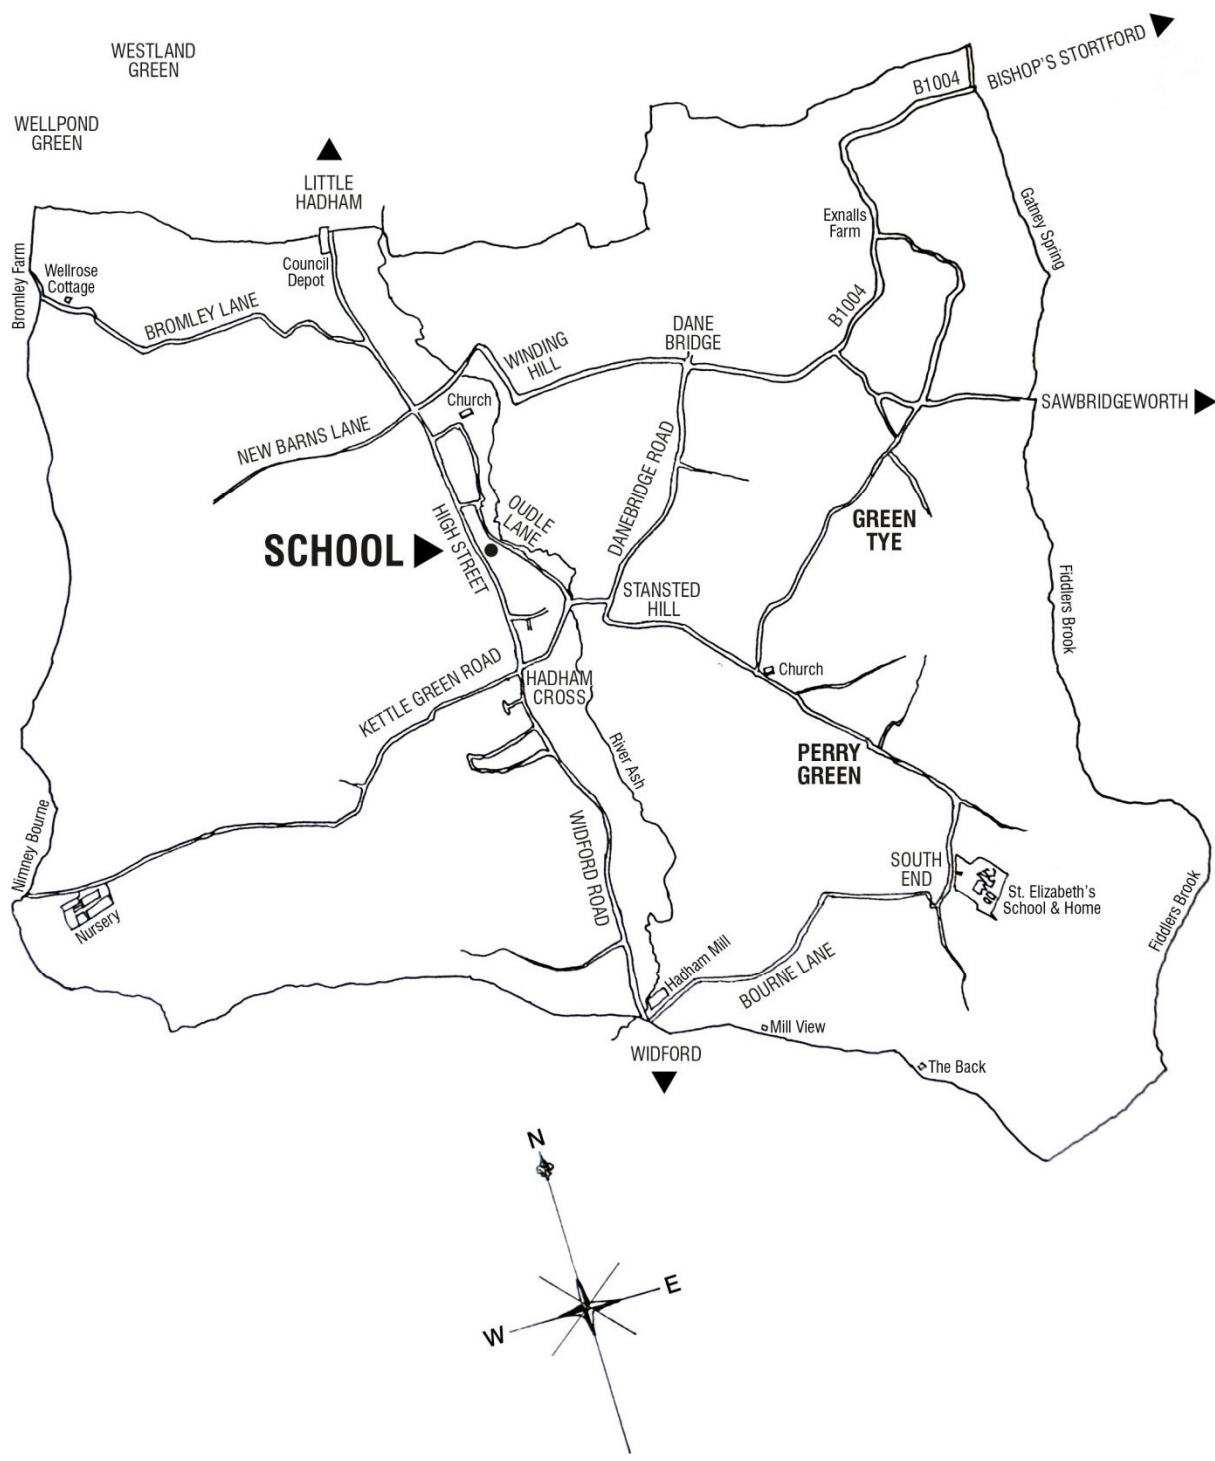 WESTLAND
GREEN
BISHOP'S STORTFORD
B1004
WELLPOND
GREEN
LITTLE
HADHAM
Exnalls
Farm
Gatney Spring
Bromley Farm
Wellrose
Cottage
Council
Depot
BROMLEY LANE
B1004
DANE
BRIDGE
WINDING
HILL
Church
SAWBRIDGEWORTH
NEW BARNS LANE
DANEBRIDGE ROAD
OUDLE
LANE
HIGH STREET
GREEN
TYE
SCHOOL
STANSTED
HILL
Fiddlers Brook
KETTLE GREEN ROAD
HADHAM
CROSS
Church
River Ash
PERRY
GREEN
Nimney Bourne
WIDFORD ROAD
SOUTH
END
St. Elizabeth's
School & Home
Nursery
Fiddlers Brook
Hadham Mill
BOURNE LANE
Mill View
WIDFORD
The Back
N
E
W